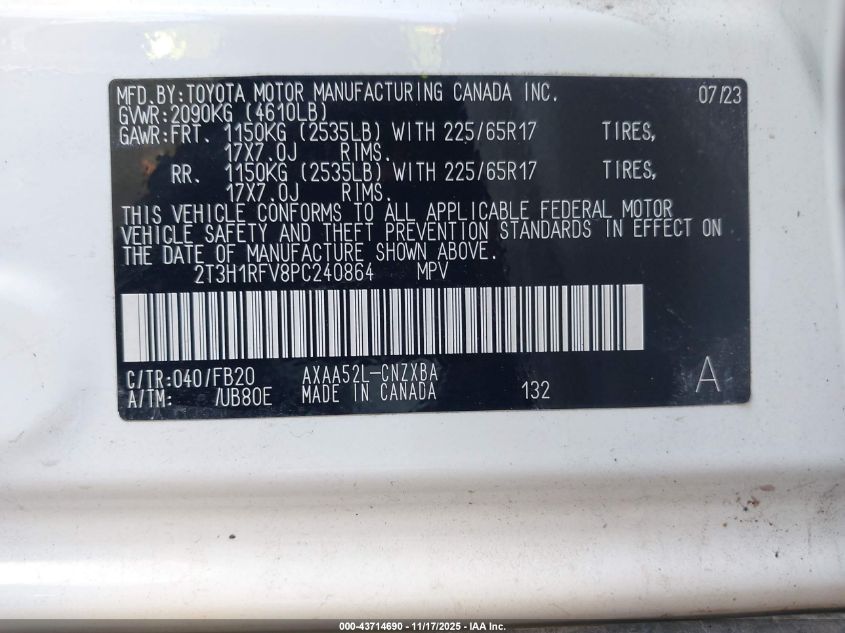 MFD.BY:TOYOTA MOTOR MANUFACTURING CANADA INC. 07/23
GVWR:2090KG (4610LB)
GAWR:FRT. 1150KG (2535LB) WITH 225/65R17 TIRES,
17X7.0J RIMS.
RR. 1150KG (2535LB) WITH 225/65R17 TIRES,
17X7.0J RIMS.
THIS VEHICLE CONFORMS TO ALL APPLICABLE FEDERAL MOTOR
VEHICLE SAFETY AND THEFT PREVENTION STANDARDS IN EFFECT ON
THE DATE OF MANUFACTURE SHOWN ABOVE.
2T3H1RFV8PC240864 MPV
C/TR:040/FB20 AXAA52L-CNZXBA
A/TM: /UB80E MADE IN CANADA 132 A
000-43714690 - 11/17/2025 - IAA Inc.